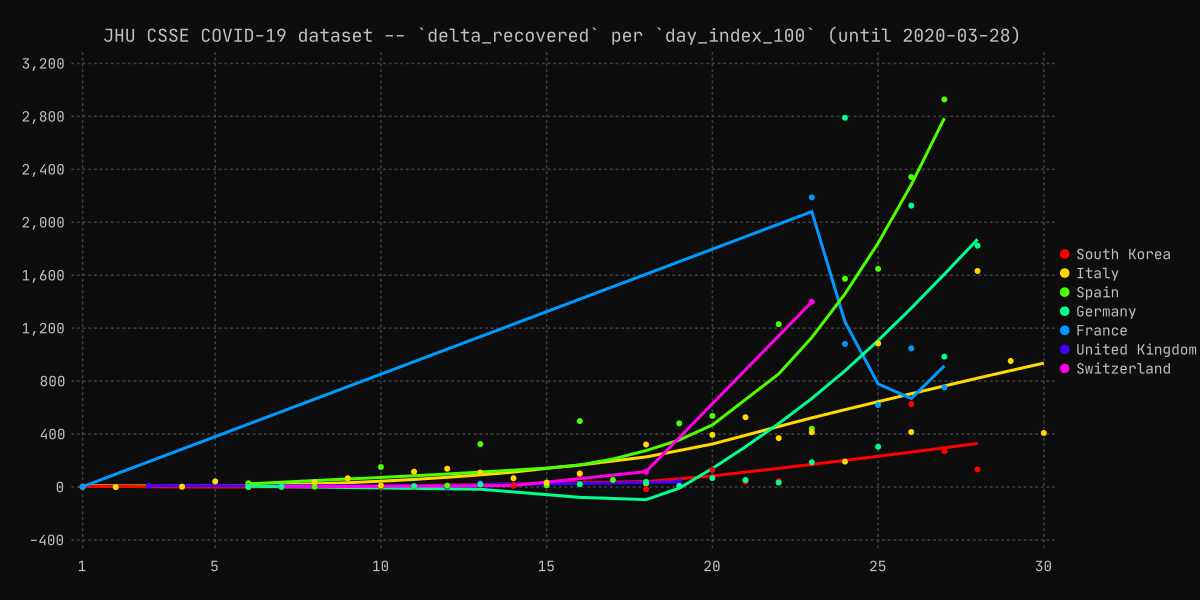 JHU CSSE COVID-19 dataset -- `delta_recovered` per `day_index_100` (until 2020-03-28)
3,200
2,800
2,400
2,000
1,600
1,200
800
400
0
-400
1 5 10 15 20 25 30
South Korea
Italy
Spain
Germany
France
United Kingdom
Switzerland